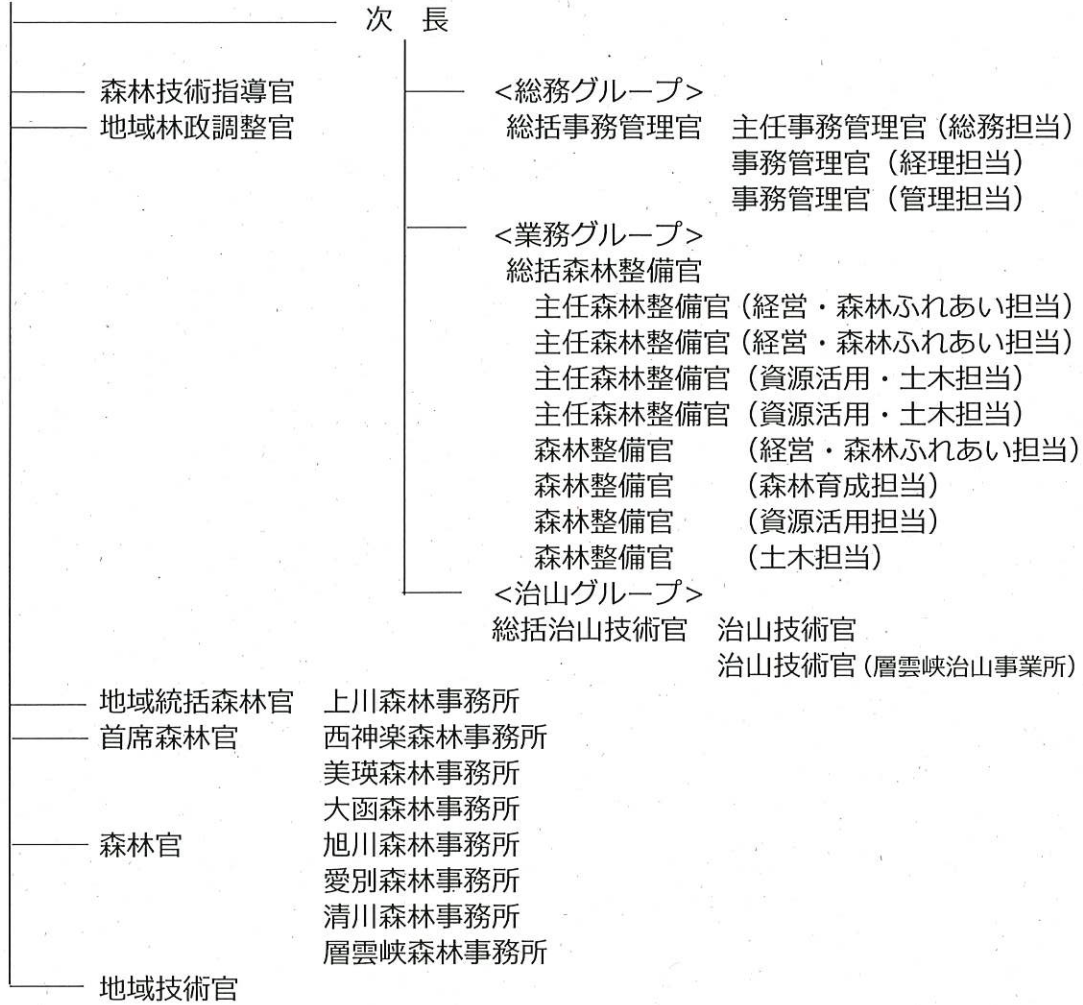 次　長
森林技術指導官　<総務グループ>
地域林政調整官　総括事務管理官　主任事務管理官（総務担当）
事務管理官（経理担当）
事務管理官（管理担当）
<業務グループ>
総括森林整備官
主任森林整備官（経営・森林ふれあい担当）
主任森林整備官（経営・森林ふれあい担当）
主任森林整備官（資源活用・土木担当）
主任森林整備官（資源活用・土木担当）
森林整備官　（経営・森林ふれあい担当）
森林整備官　（森林育成担当）
森林整備官　（資源活用担当）
森林整備官　（土木担当）
<治山グループ>
総括治山技術官　治山技術官
治山技術官（層雲峡治山事業所）
地域統括森林官　上川森林事務所
首席森林官　西神楽森林事務所
美瑛森林事務所
大函森林事務所
森林官　旭川森林事務所
愛別森林事務所
清川森林事務所
層雲峡森林事務所
地域技術官